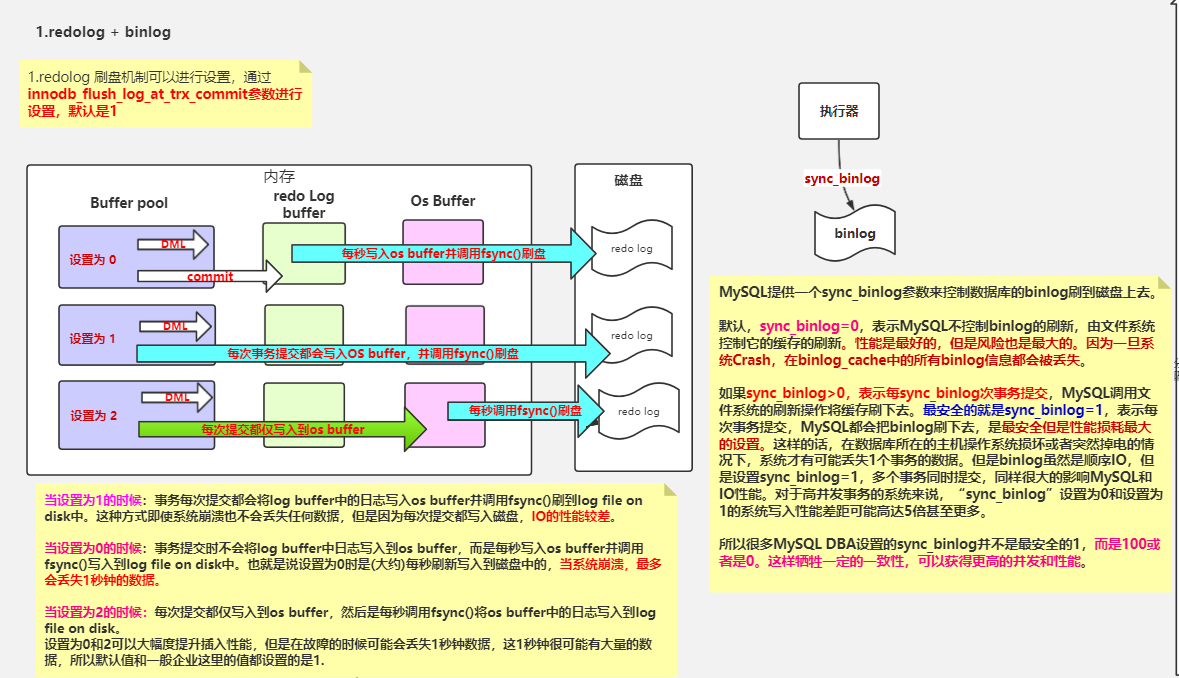 1.redolog + binlog
1.redolog 刷盘机制可以进行设置，通过
innodb_flush_log_at_trx_commit参数进行
设置，默认是1
内存
Buffer pool
redo Log
buffer
Os Buffer
磁盘
设置为 0
DML
commit
每秒写入os buffer并调用fsync()刷盘
redo log
设置为 1
DML
每次事务提交都会写入OS buffer，并调用fsync()刷盘
redo log
设置为 2
DML
每次提交都仅写入到os buffer
每秒调用fsync()刷盘
redo log
当设置为1的时候：事务每次提交都会将log buffer中的日志写入os buffer并调用fsync()刷到log file on
disk中。这种方式即使系统崩溃也不会丢失任何数据，但是因为每次提交都写入磁盘，IO的性能较差。
当设置为0的时候：事务提交时不会将log buffer中日志写入到os buffer，而是每秒写入os buffer并调用
fsync()写入到log file on disk中。也就是说设置为0时是(大约)每秒刷新写入到磁盘中的，当系统崩溃，最多
会丢失1秒钟的数据。
当设置为2的时候：每次提交都仅写入到os buffer，然后是每秒调用fsync()将os buffer中的日志写入到log
file on disk。
设置为0和2可以大幅度提升插入性能，但是在故障的时候可能会丢失1秒钟数据，这1秒钟很可能有大量的数
据，所以默认值和一般企业这里的值都设置的是1.
执行器
sync_binlog
binlog
MySQL提供一个sync_binlog参数来控制数据库的binlog刷到磁盘上去。
默认，sync_binlog=0，表示MySQL不控制binlog的刷新，由文件系统
控制它的缓存的刷新。性能是最好的，但是风险也是最大的。因为一旦
系统Crash，在binlog_cache中的所有binlog信息都会被丢失。
如果sync_binlog>0，表示每sync_binlog次事务提交，MySQL调用文
件系统的刷新操作将缓存刷下去。最安全的就是sync_binlog=1，表示每
次事务提交，MySQL都会把binlog刷下去，是最安全但是性能损耗最大
的设置。这样的话，在数据库所在的主机操作系统损坏或者突然掉电的情
况下，系统才有可能丢失1个事务的数据。但是binlog虽然是顺序IO，但
是设置sync_binlog=1，多个事务同时提交，同样很大的影响MySQL和
IO性能。对于高并发事务的系统来说，“sync_binlog”设置为0和设置为
1的系统写入性能差距可能高达5倍甚至更多。
所以很多MySQL DBA设置的sync_binlog并不是最安全的1，而是100或
者是0。这样牺牲一定的一致性，可以获得更高的并发和性能。